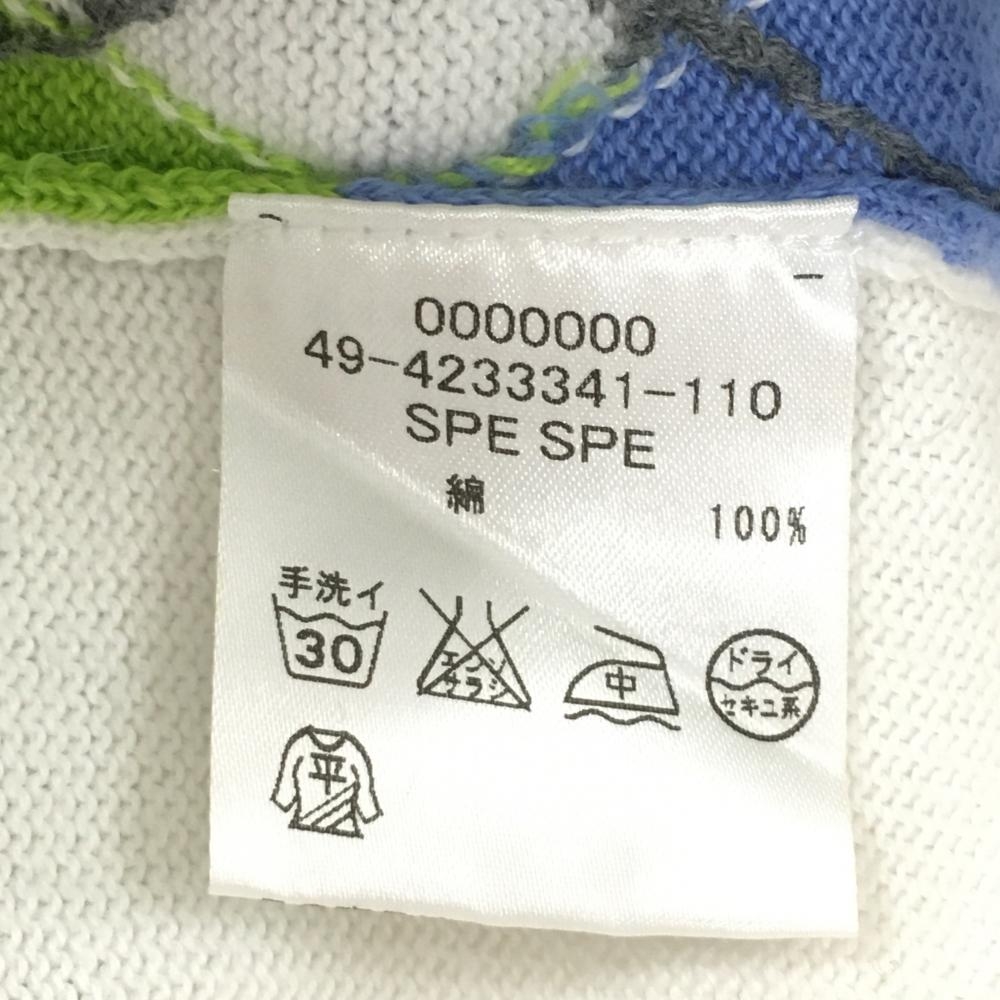 0000000
49-4233341-110
SPE SPE
綿 100%
手洗イ
30
エンソ
サラシ
中
ドライ
セキユ系
平